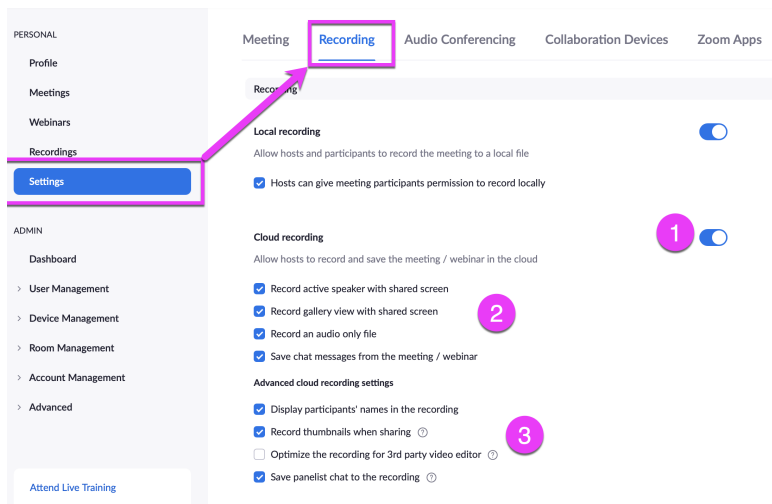 PERSONAL
Profile
Meetings
Webinars
Recordings
Settings
ADMIN
Dashboard
User Management
Device Management
Room Management
Account Management
Advanced
Attend Live Training
Meeting Recording Audio Conferencing Collaboration Devices Zoom Apps
Recording
Local recording
Allow hosts and participants to record the meeting to a local file
Hosts can give meeting participants permission to record locally
1
Cloud recording
Allow hosts to record and save the meeting / webinar in the cloud
Record active speaker with shared screen
Record gallery view with shared screen
2
Record an audio only file
Save chat messages from the meeting / webinar
Advanced cloud recording settings
Display participants' names in the recording
Record thumbnails when sharing ?
3
Optimize the recording for 3rd party video editor ?
Save panelist chat to the recording ?